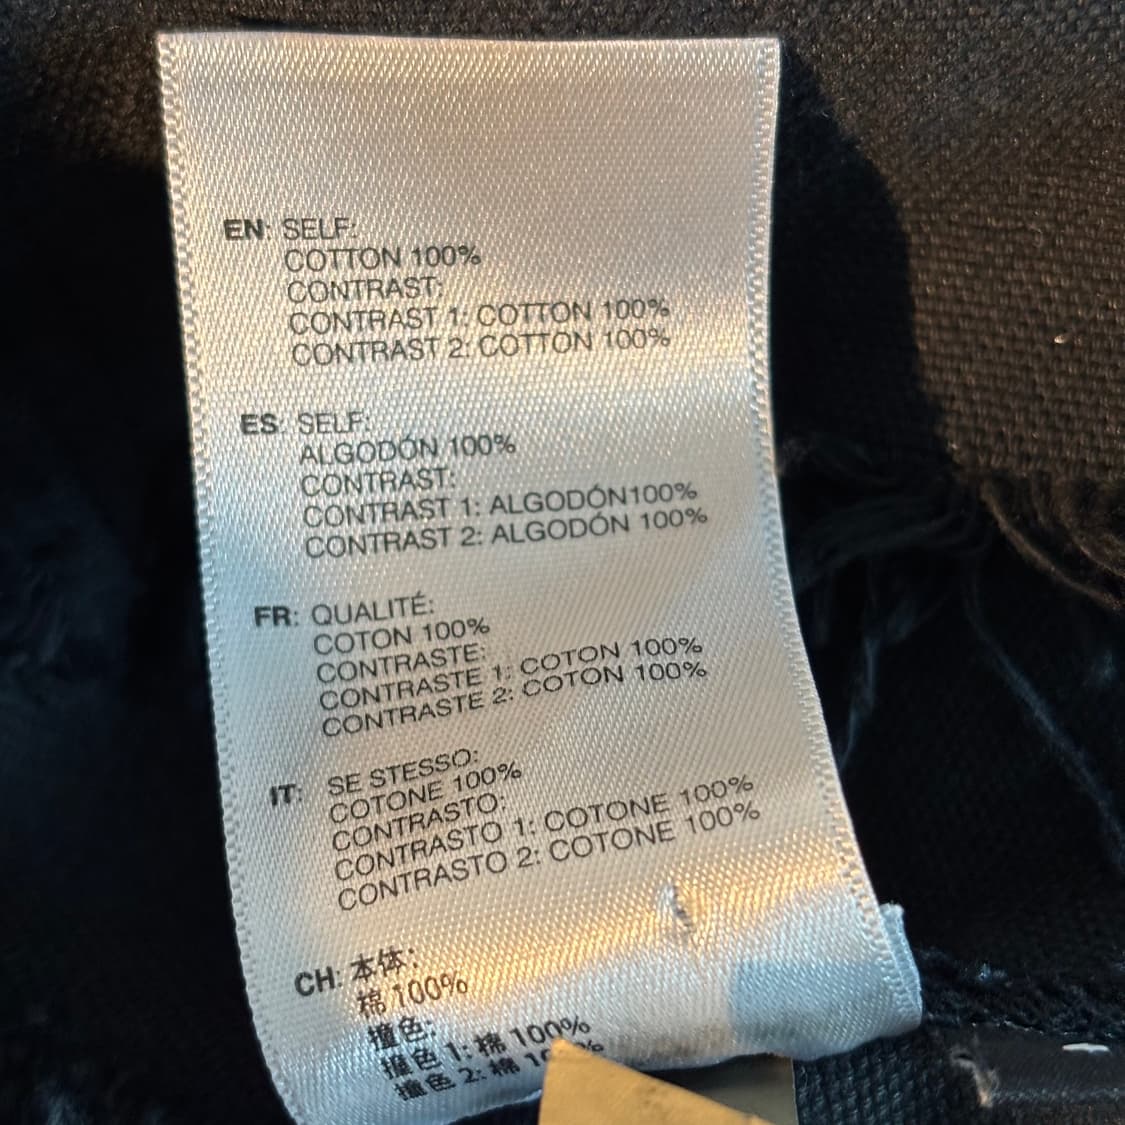 EN: SELF:
COTTON 100%
CONTRAST:
CONTRAST 1: COTTON 100%
CONTRAST 2: COTTON 100%
ES: SELF:
ALGODÓN 100%
CONTRAST:
CONTRAST 1: ALGODÓN100%
CONTRAST 2: ALGODÓN 100%
FR: QUALITÉ:
COTON 100%
CONTRASTE:
CONTRASTE 1: COTON 100%
CONTRASTE 2: COTON 100%
IT: SE STESSO:
COTONE 100%
CONTRASTO:
CONTRASTO 1: COTONE 100%
CONTRASTO 2: COTONE 100%
CH: 本体:
棉 100%
撞色:
撞色 1: 棉 100%
撞色 2: 棉